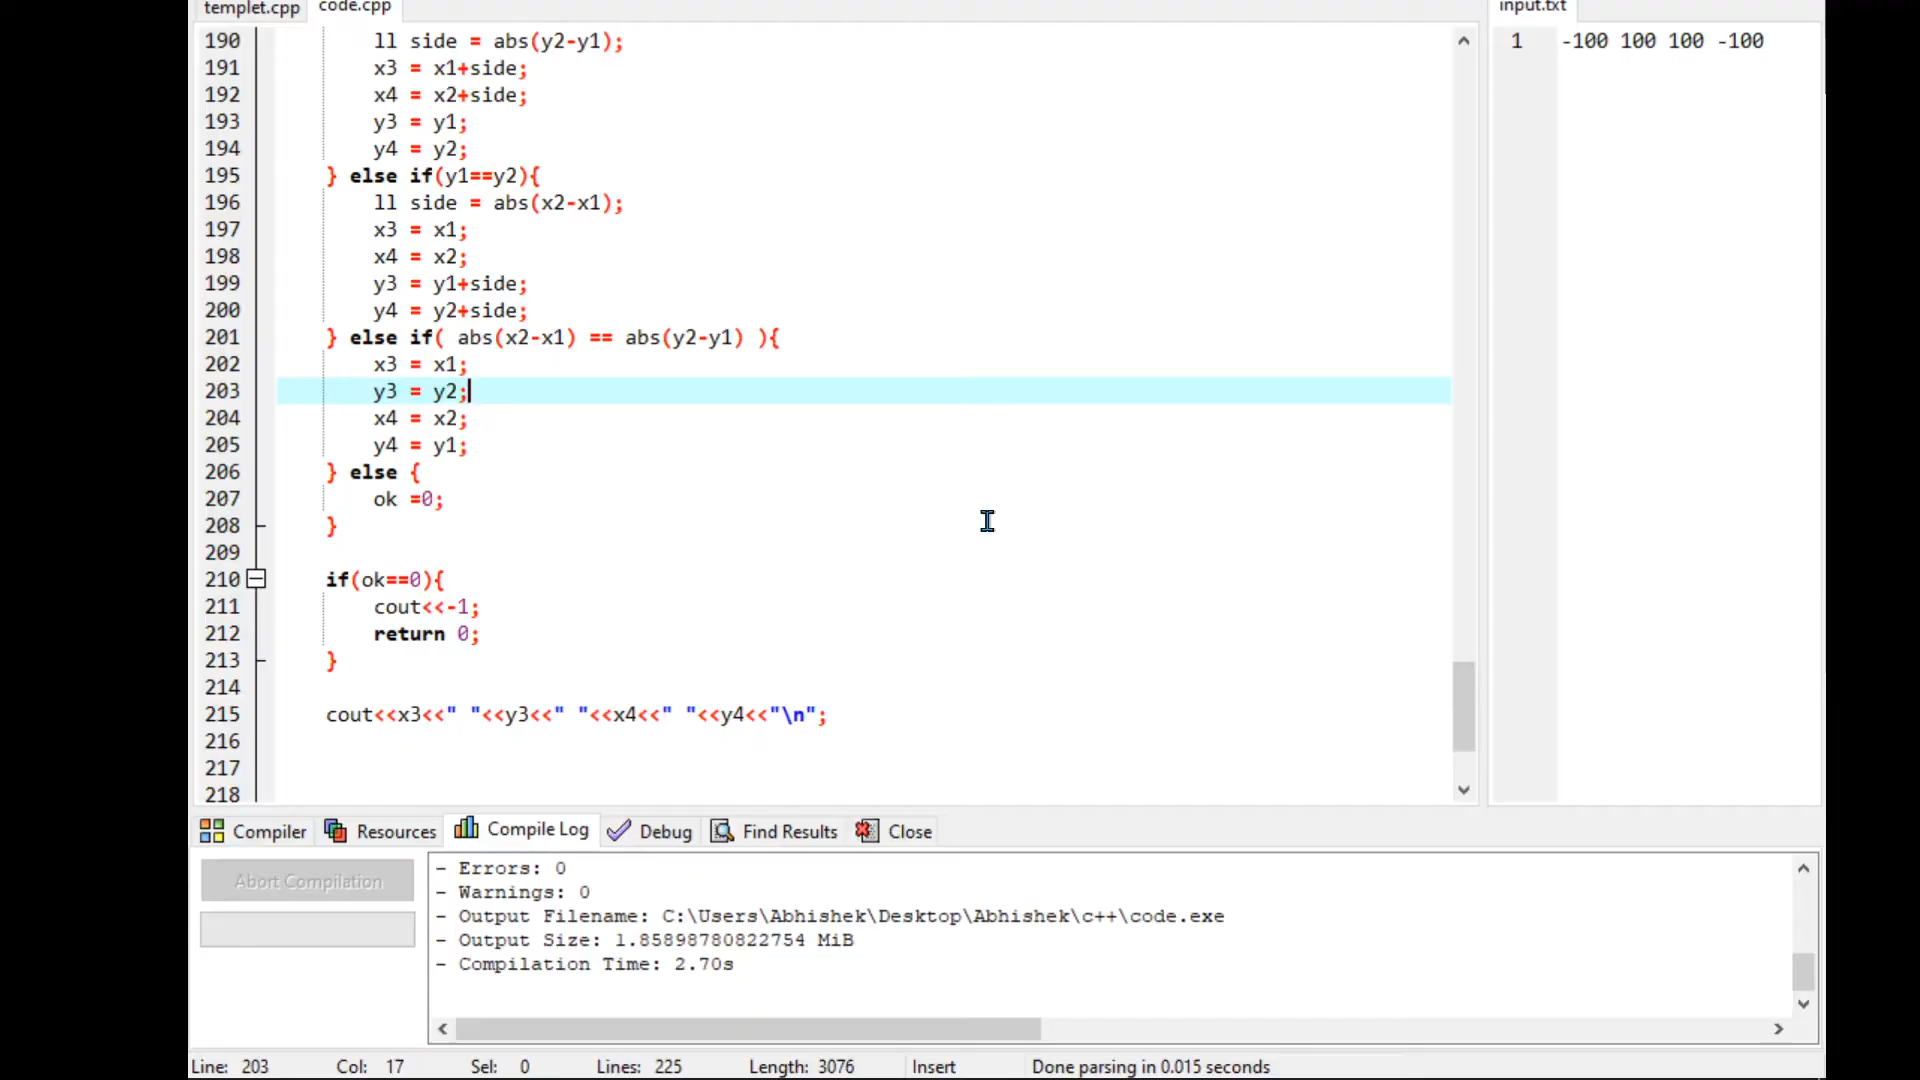 templet.cpp code.cpp input.txt
190 ll side = abs(y2-y1);
191 x3 = x1+side;
192 x4 = x2+side;
193 y3 = y1;
194 y4 = y2;
195 } else if(y1==y2){
196 ll side = abs(x2-x1);
197 x3 = x1;
198 x4 = x2;
199 y3 = y1+side;
200 y4 = y2+side;
201 } else if( abs(x2-x1) == abs(y2-y1) ){
202 x3 = x1;
203 y3 = y2;
204 x4 = x2;
205 y4 = y1;
206 } else {
207 ok =0;
208 }
209
210 if(ok==0){
211 cout<<-1;
212 return 0;
213 }
214
215 cout<<x3<<" "<<y3<<" "<<x4<<" "<<y4<<"\n";
216
217
218
1 -100 100 100 -100
Compiler Resources Compile Log Debug Find Results Close
Abort Compilation
- Errors: 0
- Warnings: 0
- Output Filename: C:\Users\Abhishek\Desktop\Abhishek\c++\code.exe
- Output Size: 1.85898780822754 MiB
- Compilation Time: 2.70s
Line: 203 Col: 17 Sel: 0 Lines: 225 Length: 3076 Insert Done parsing in 0.015 seconds